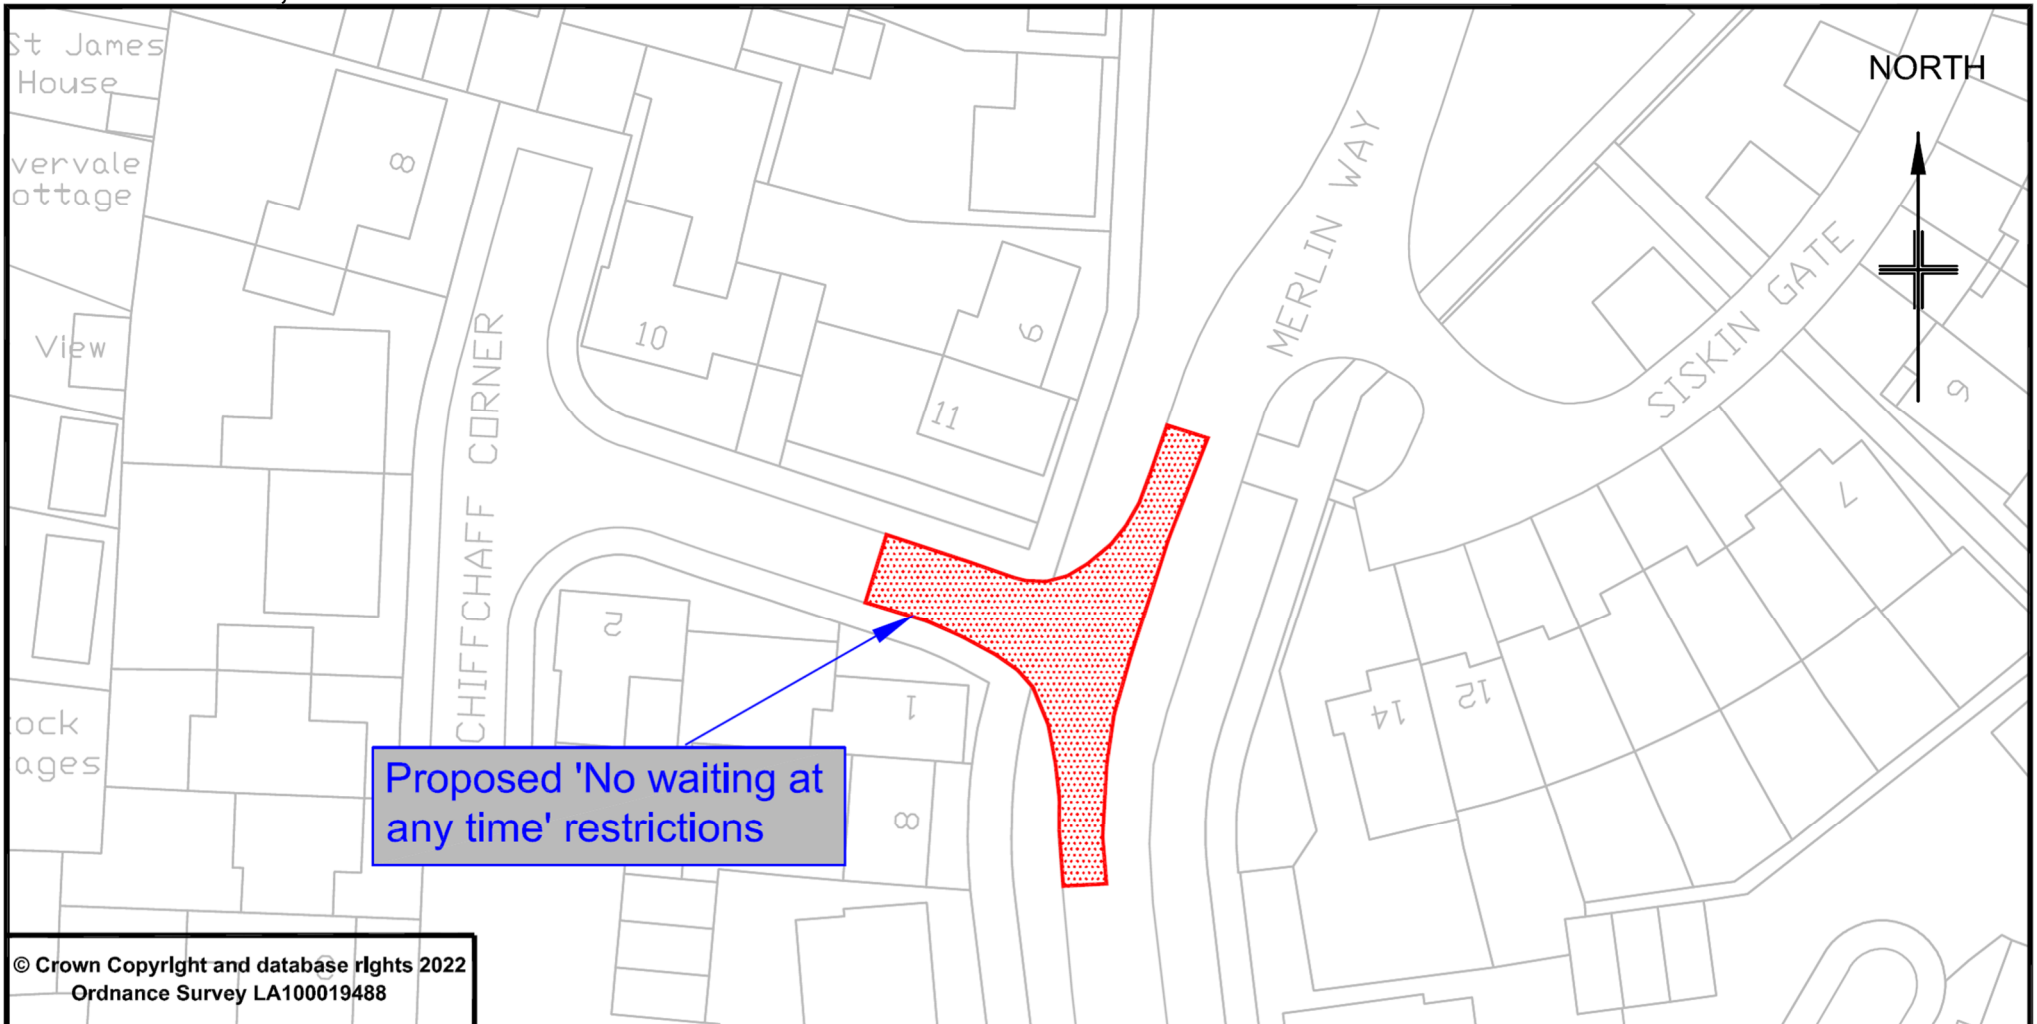 St James
House
NORTH
8
vervale
ottage
MERLIN WAY
SISKIN GATE
View
10
9
11
6
CHIFFCHAFF CORNER
7
2
1
14
12
ock
ages
Proposed 'No waiting at
any time' restrictions
8
© Crown Copyright and database rights 2022
Ordnance Survey LA100019488